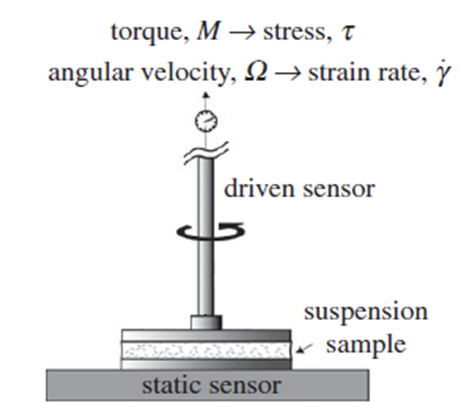 torque, M → stress, τ
angular velocity, Ω → strain rate, γ̇
driven sensor
suspension
sample
static sensor